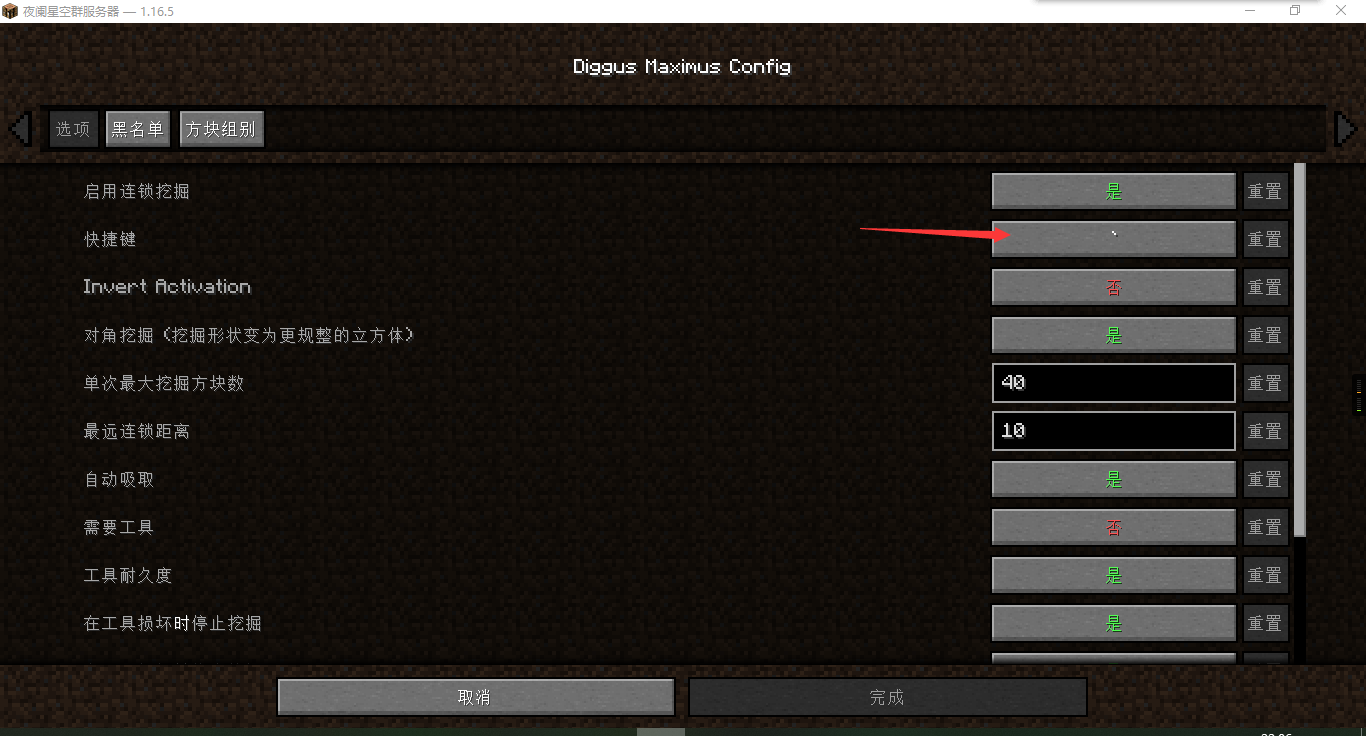 夜阑星空群服务器 — 1.16.5
Diggus Maximus Config
选项 黑名单 方块组别
启用连锁挖掘 是 重置
快捷键 ` 重置
Invert Activation 否 重置
对角挖掘（挖掘形状变为更规整的立方体） 是 重置
单次最大挖掘方块数 40 重置
最远连锁距离 10 重置
自动吸取 是 重置
需要工具 否 重置
工具耐久度 是 重置
在工具损坏时停止挖掘 是 重置
取消 完成